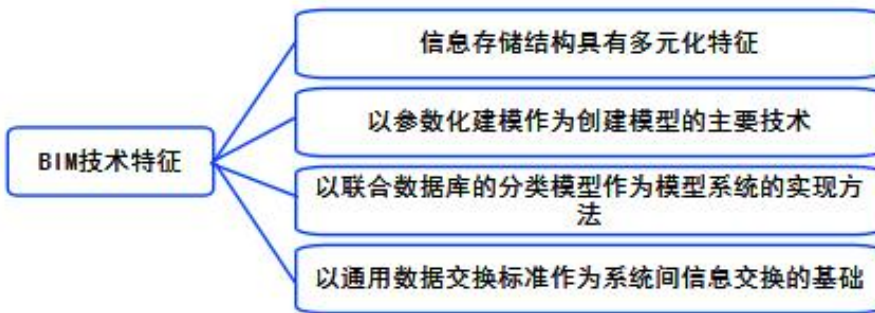 信息存储结构具有多元化特征
以参数化建模作为创建模型的主要技术
BIM技术特征
以联合数据库的分类模型作为模型系统的实现方
法
以通用数据交换标准作为系统间信息交换的基础